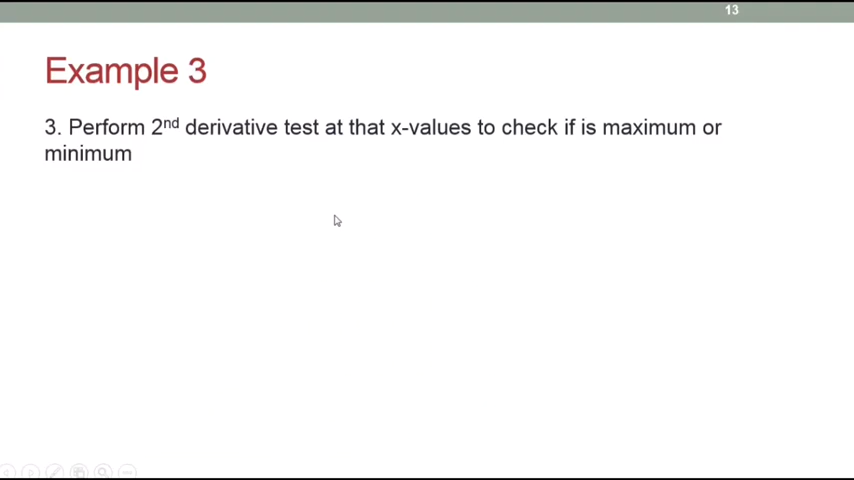 13
Example 3
3. Perform 2nd derivative test at that x-values to check if is maximum or
minimum